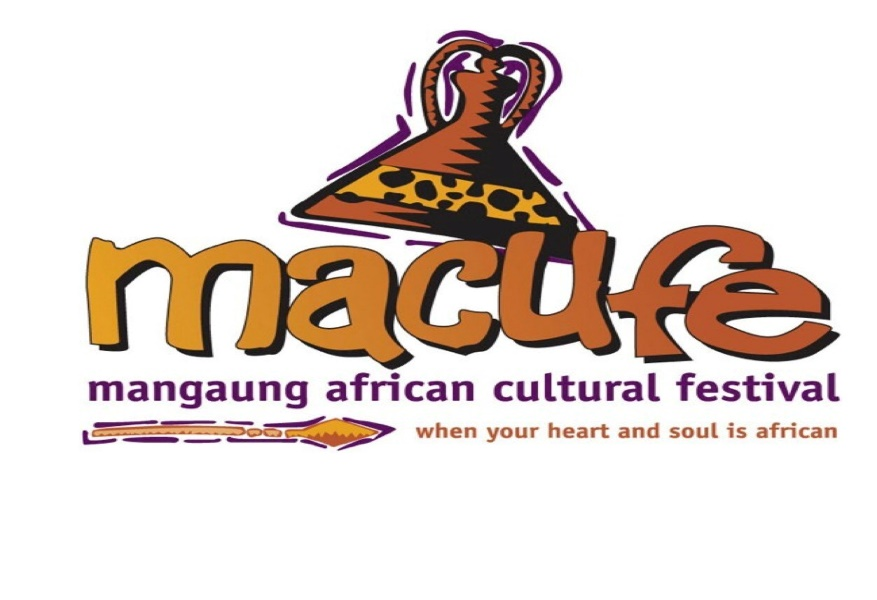 macufe
mangaung african cultural festival
when your heart and soul is african